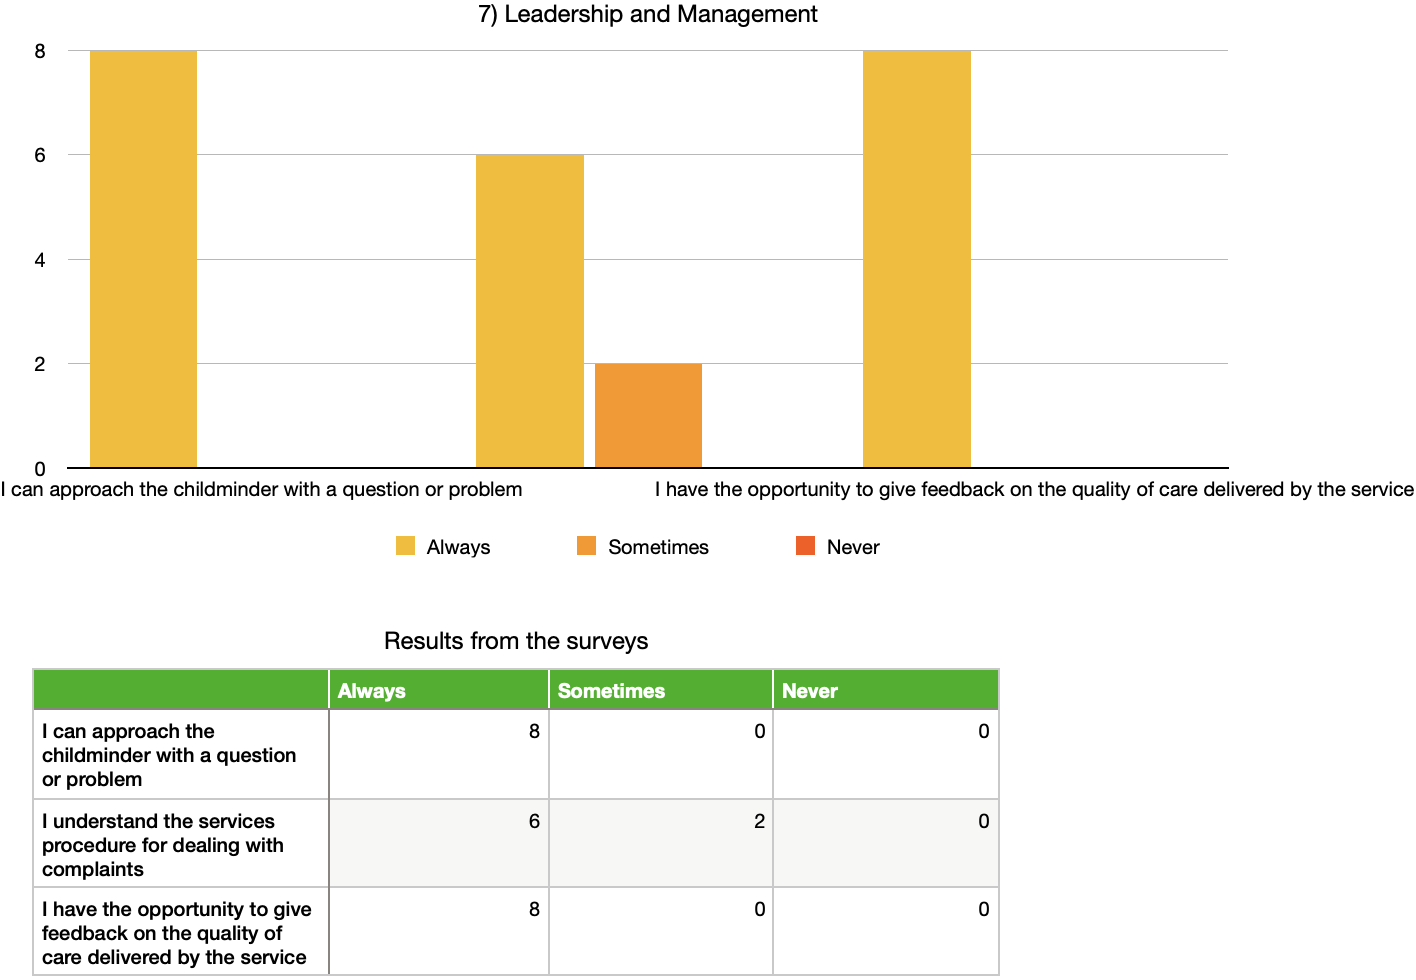 7) Leadership and Management
8
6
4
2
0
I can approach the childminder with a question or problem
I have the opportunity to give feedback on the quality of care delivered by the service
Always
Sometimes
Never
Results from the surveys
Always Sometimes Never
I can approach the
childminder with a question
or problem
8 0 0
I understand the services
procedure for dealing with
complaints
6 2 0
I have the opportunity to give
feedback on the quality of
care delivered by the service
8 0 0